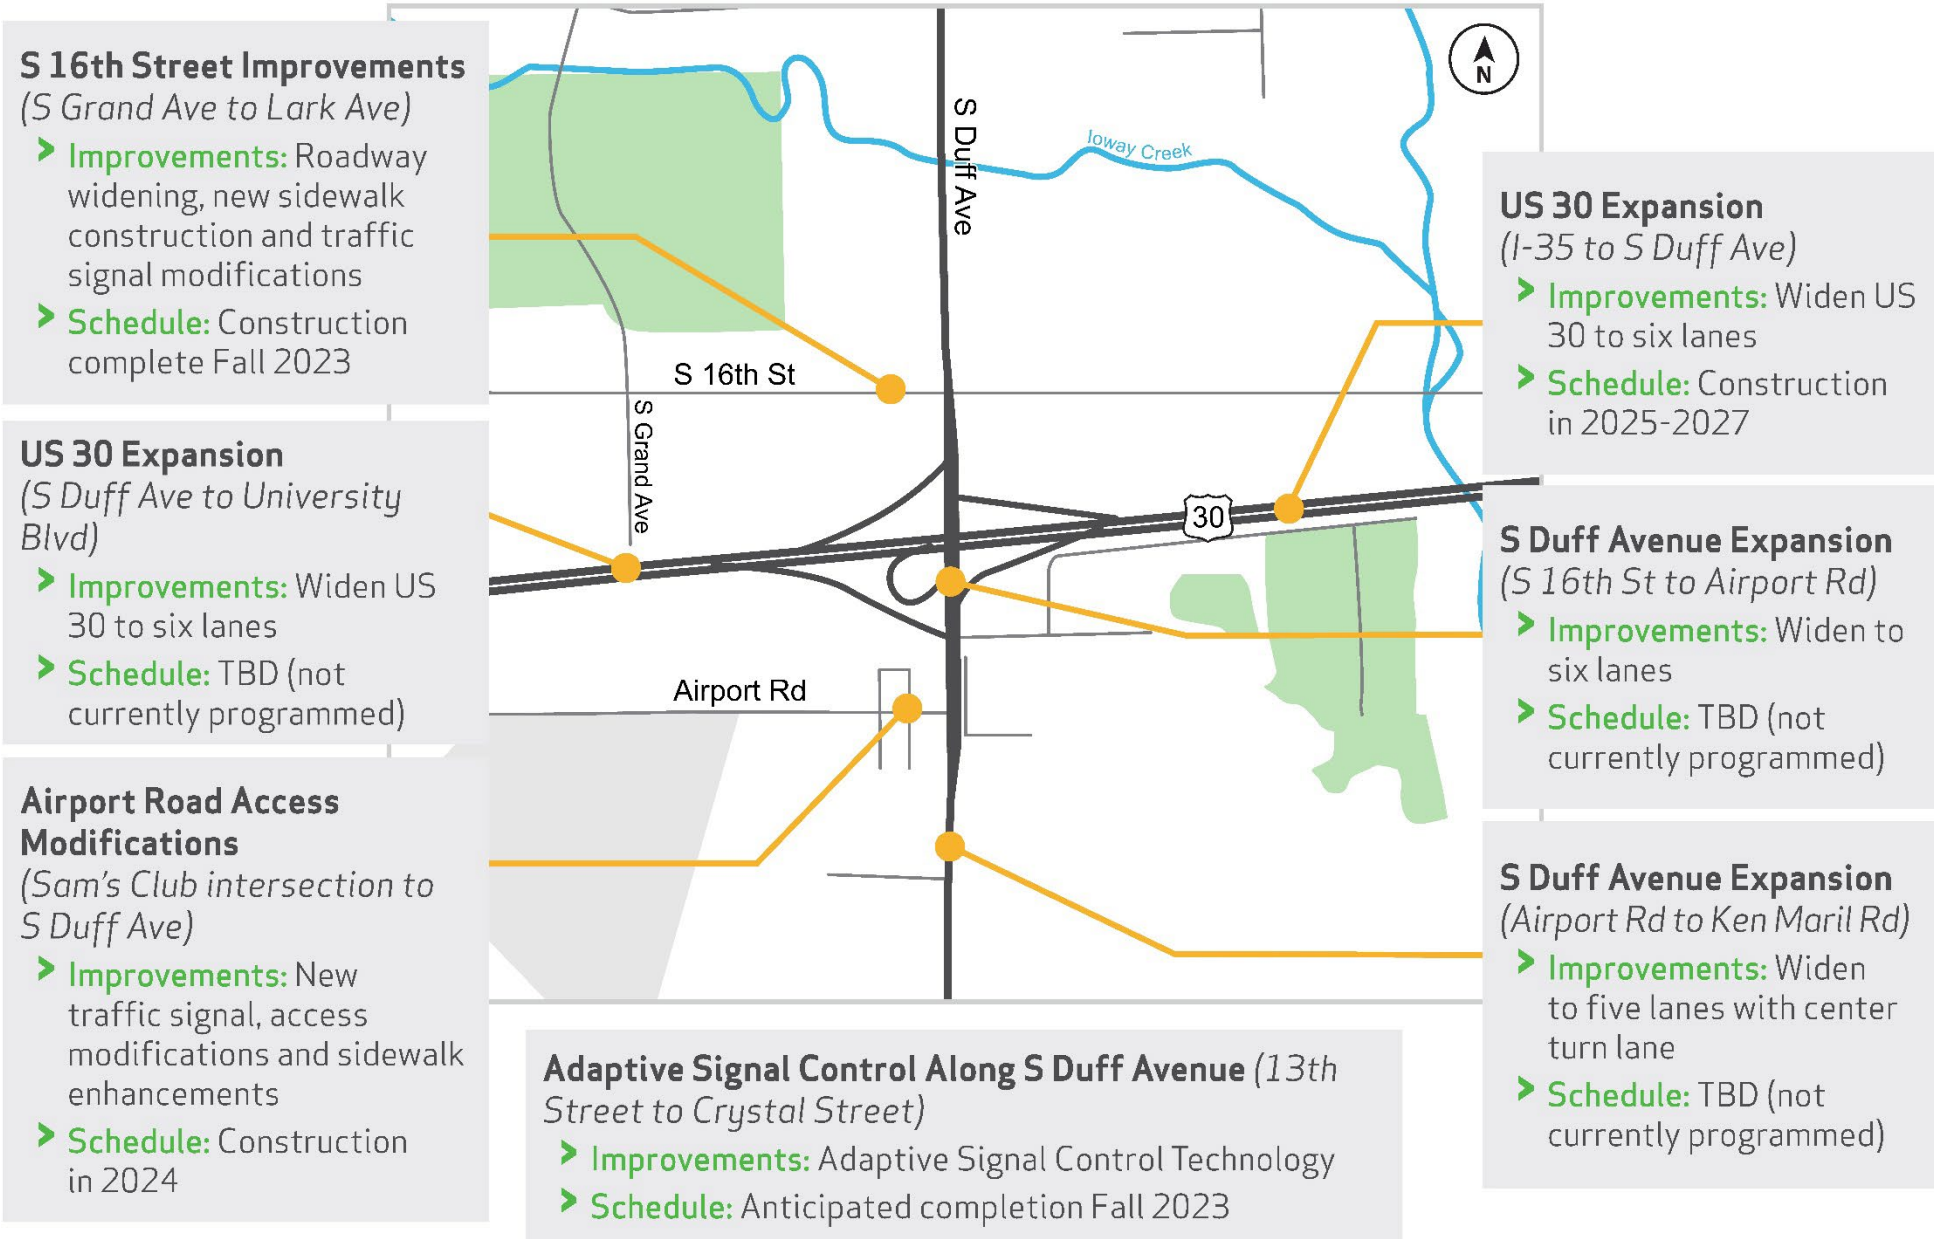 S 16th Street Improvements
(S Grand Ave to Lark Ave)
> Improvements: Roadway
widening, new sidewalk
construction and traffic
signal modifications
> Schedule: Construction
complete Fall 2023
US 30 Expansion
(S Duff Ave to University
Blvd)
> Improvements: Widen US
30 to six lanes
> Schedule: TBD (not
currently programmed)
Airport Road Access
Modifications
(Sam's Club intersection to
S Duff Ave)
> Improvements: New
traffic signal, access
modifications and sidewalk
enhancements
> Schedule: Construction
in 2024
N
S Duff Ave
Ioway Creek
S 16th St
S Grand Ave
30
Airport Rd
US 30 Expansion
(I-35 to S Duff Ave)
> Improvements: Widen US
30 to six lanes
> Schedule: Construction
in 2025-2027
S Duff Avenue Expansion
(S 16th St to Airport Rd)
> Improvements: Widen to
six lanes
> Schedule: TBD (not
currently programmed)
S Duff Avenue Expansion
(Airport Rd to Ken Maril Rd)
> Improvements: Widen
to five lanes with center
turn lane
> Schedule: TBD (not
currently programmed)
Adaptive Signal Control Along S Duff Avenue (13th
Street to Crystal Street)
> Improvements: Adaptive Signal Control Technology
> Schedule: Anticipated completion Fall 2023